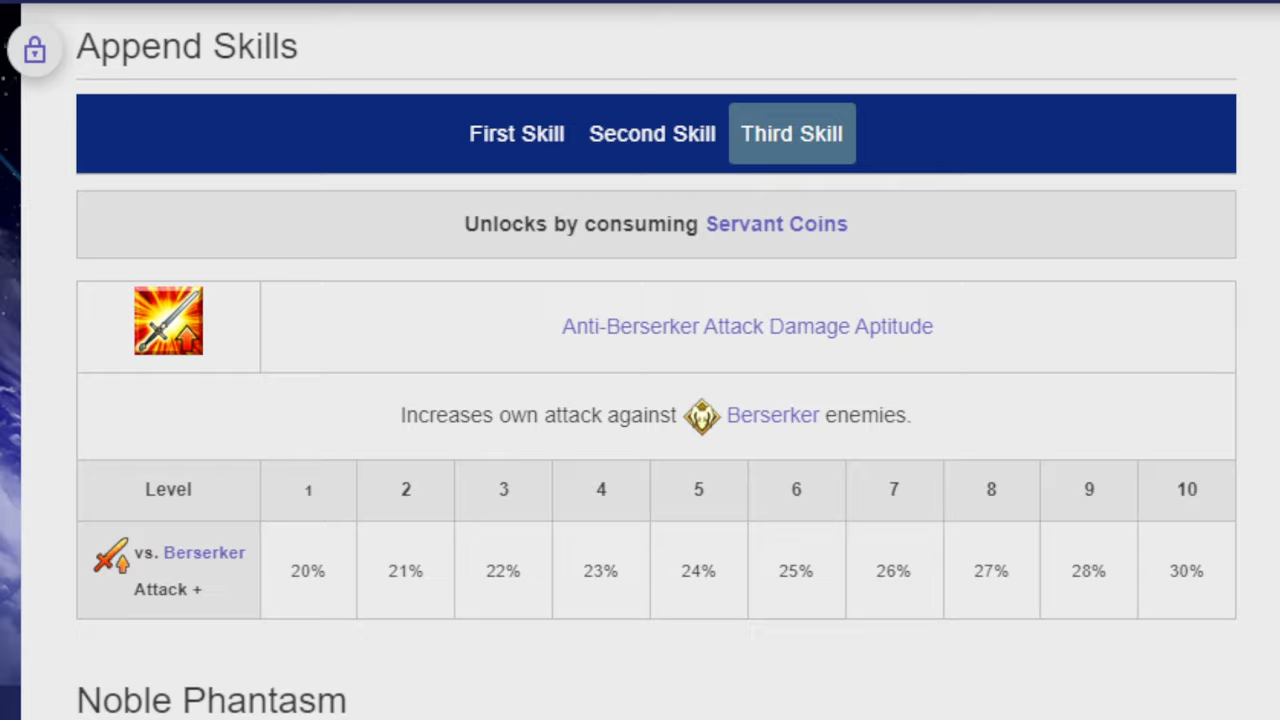 Append Skills
First Skill Second Skill Third Skill
Unlocks by consuming Servant Coins
Anti-Berserker Attack Damage Aptitude
Increases own attack against Berserker enemies.
Level 1 2 3 4 5 6 7 8 9 10
vs. Berserker
Attack +
20% 21% 22% 23% 24% 25% 26% 27% 28% 30%
Noble Phantasm